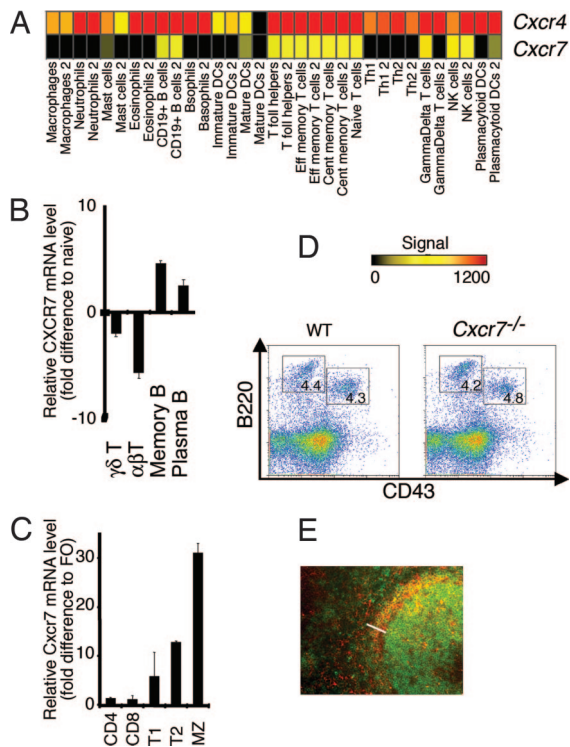 A
Cxcr4
Cxcr7
Macrophages
Macrophages 2
Neutrophils
Neutrophils 2
Mast cells
Mast cells 2
Eosinophils
Eosinophils 2
CD19+ B cells
CD19+ B cells 2
Bsophils
Basophils 2
Immature DCs
Immature DCs 2
Mature DCs
Mature DCs 2
T foll helpers
T foll helpers 2
Eff memory T cells
Eff memory T cells 2
Cent memory T cells
Cent memory T cells 2
Naive T cells
Th1
Th1 2
Th2
Th2 2
GammaDelta T cells
GammaDelta T cells 2
NK cells
NK cells 2
Plasmacytoid DCs
Plasmacytoid DCs 2
B
Relative CXCR7 mRNA level
(fold difference to naive)
10
0
-10
γδ T
αβT
Memory B
Plasma B
C
Relative Cxcr7 mRNA level
(fold difference to FO)
30
20
10
0
CD4
CD8
T1
T2
MZ
D
Signal
0 1200
WT
Cxcr7-/-
4.4
4.3
4.2
4.8
B220
CD43
E